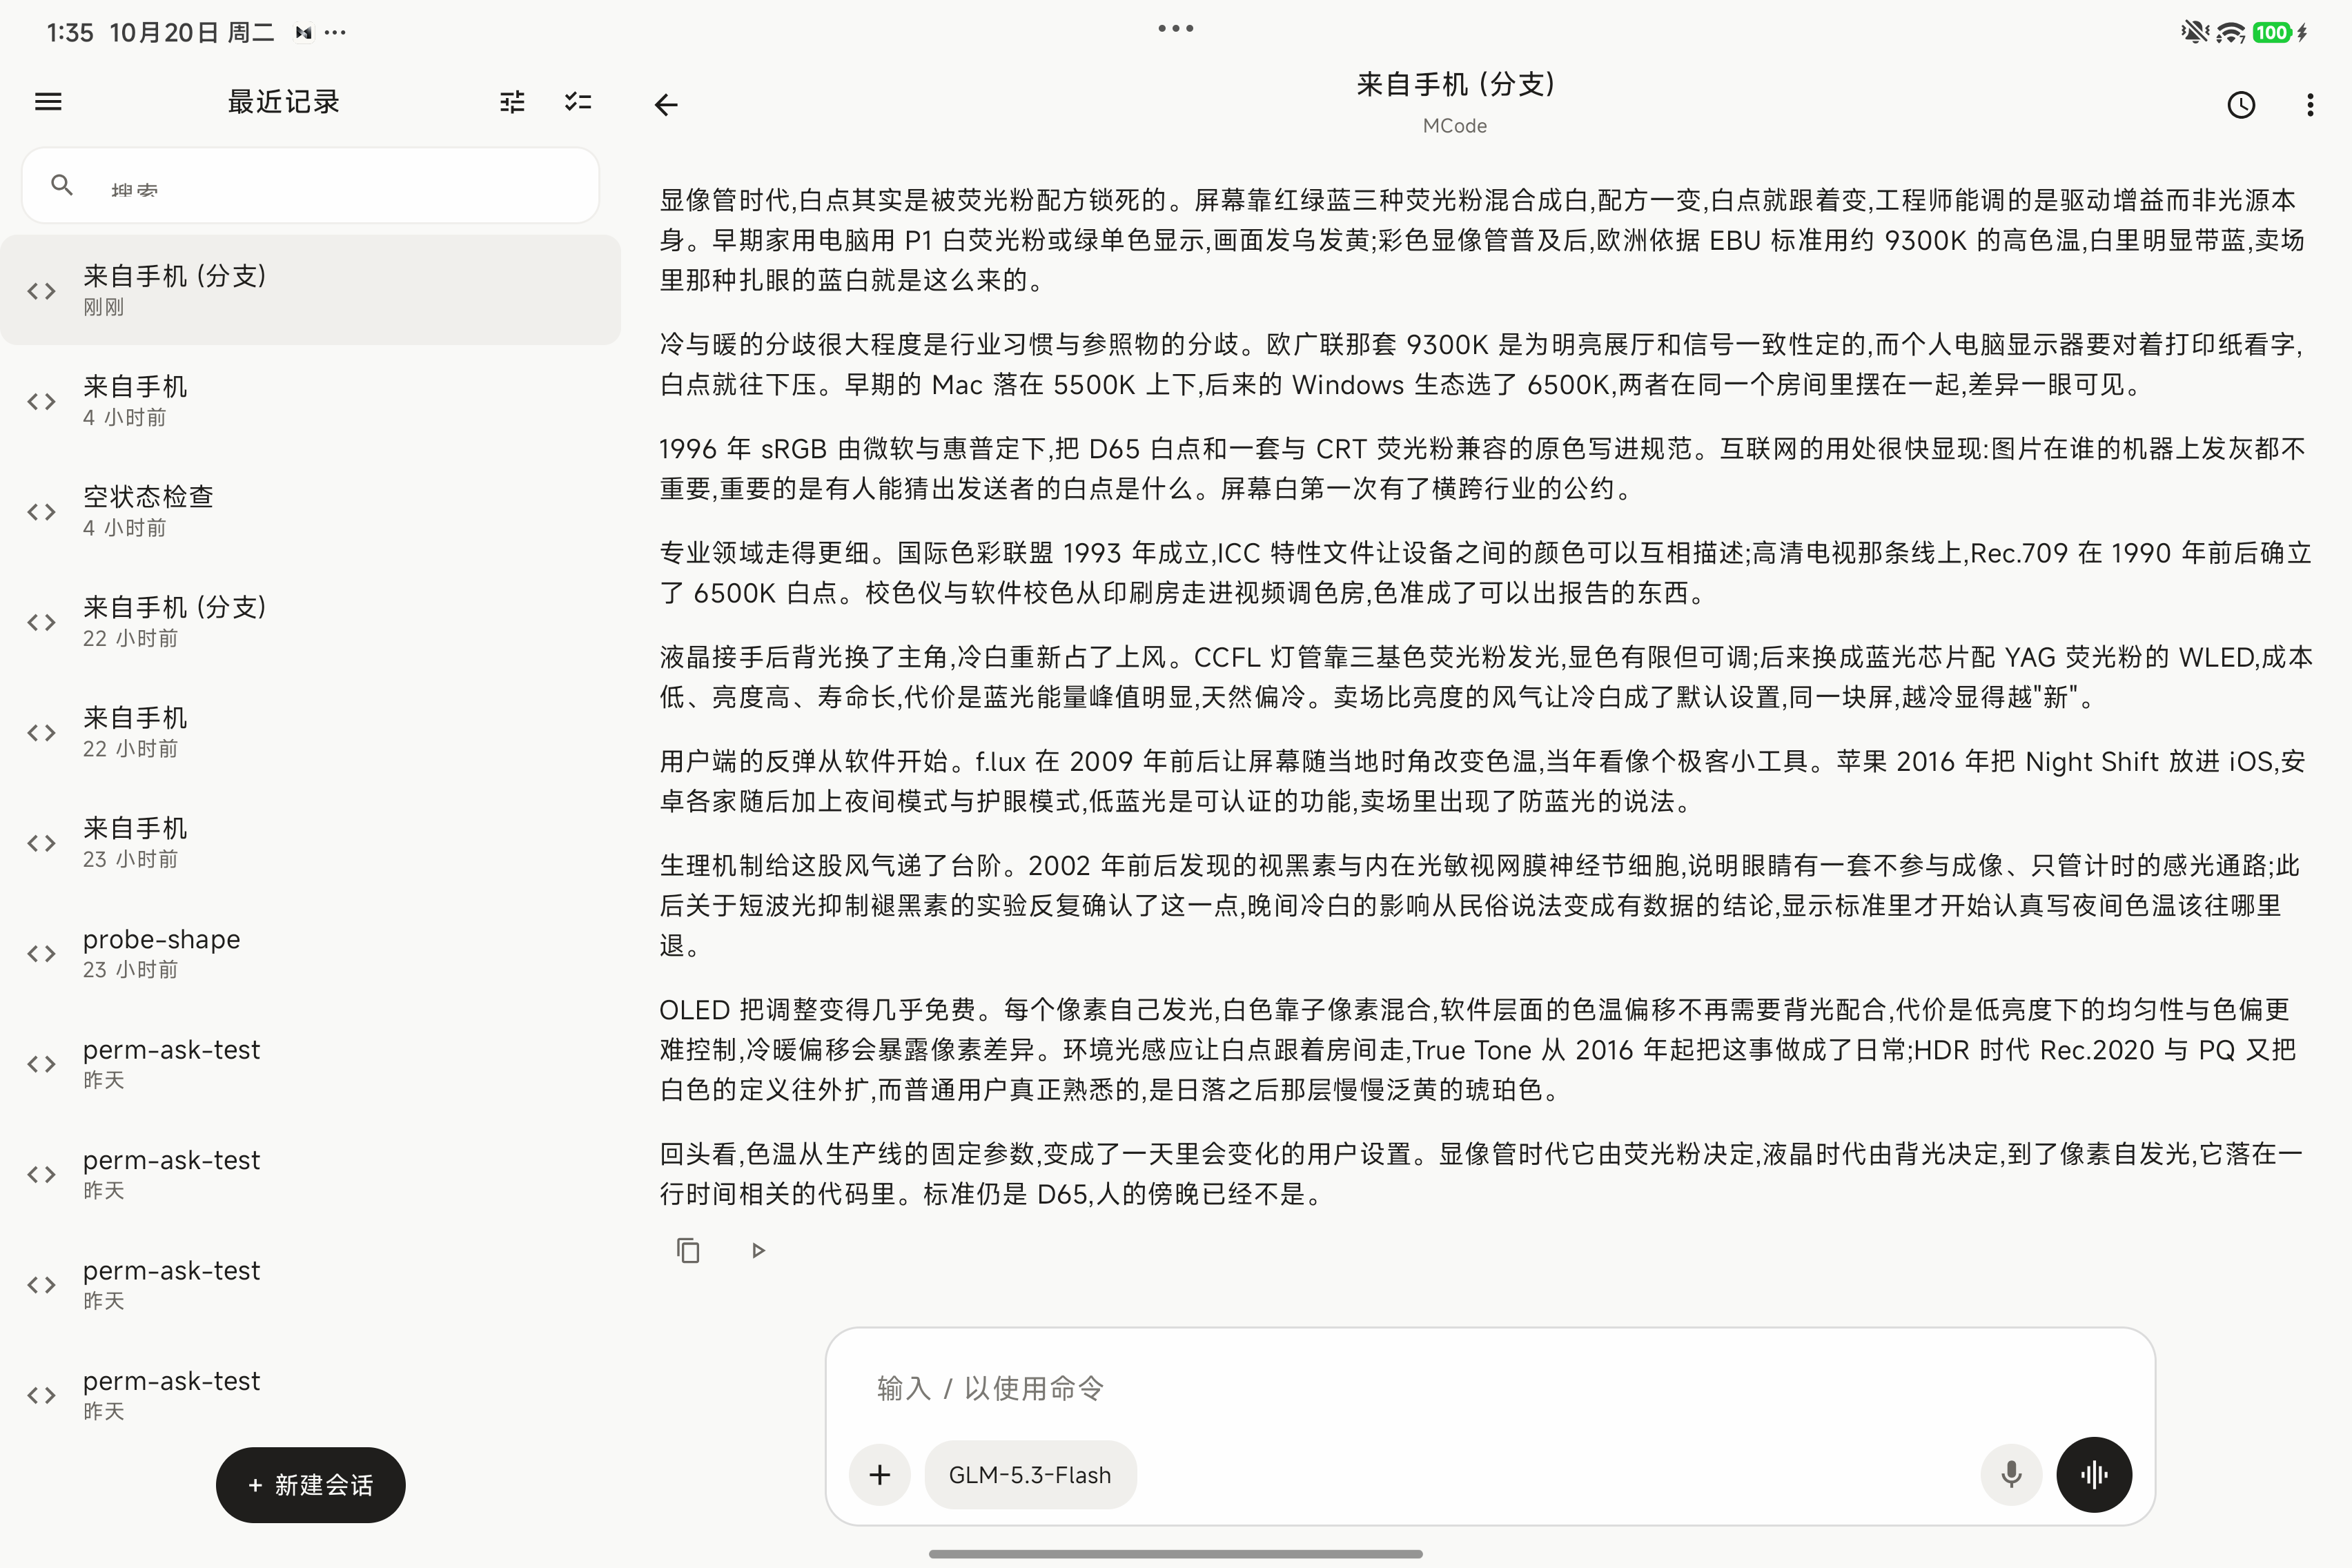 1:35 10月20日 周二
100
最近记录
搜索
来自手机 (分支)
刚刚
来自手机
4 小时前
空状态检查
4 小时前
来自手机 (分支)
22 小时前
来自手机
22 小时前
来自手机
23 小时前
probe-shape
23 小时前
perm-ask-test
昨天
perm-ask-test
昨天
perm-ask-test
昨天
perm-ask-test
昨天
+ 新建会话
来自手机 (分支)
MCode
显像管时代,白点其实是被荧光粉配方锁死的。屏幕靠红绿蓝三种荧光粉混合成白,配方一变,白点就跟着变,工程师能调的是驱动增益而非光源本
身。早期家用电脑用 P1 白荧光粉或绿单色显示,画面发乌发黄;彩色显像管普及后,欧洲依据 EBU 标准用约 9300K 的高色温,白里明显带蓝,卖场
里那种扎眼的蓝白就是这么来的。
冷与暖的分歧很大程度是行业习惯与参照物的分歧。欧广联那套 9300K 是为明亮展厅和信号一致性定的,而个人电脑显示器要对着打印纸看字,
白点就往下压。早期的 Mac 落在 5500K 上下,后来的 Windows 生态选了 6500K,两者在同一个房间里摆在一起,差异一眼可见。
1996 年 sRGB 由微软与惠普定下,把 D65 白点和一套与 CRT 荧光粉兼容的原色写进规范。互联网的用处很快显现:图片在谁的机器上发灰都不
重要,重要的是有人能猜出发送者的白点是什么。屏幕白第一次有了横跨行业的公约。
专业领域走得更细。国际色彩联盟 1993 年成立,ICC 特性文件让设备之间的颜色可以互相描述;高清电视那条线上,Rec.709 在 1990 年前后确立
了 6500K 白点。校色仪与软件校色从印刷房走进视频调色房,色准成了可以出报告的东西。
液晶接手后背光换了主角,冷白重新占了上风。CCFL 灯管靠三基色荧光粉发光,显色有限但可调;后来换成蓝光芯片配 YAG 荧光粉的 WLED,成本
低、亮度高、寿命长,代价是蓝光能量峰值明显,天然偏冷。卖场比亮度的风气让冷白成了默认设置,同一块屏,越冷显得越"新"。
用户端的反弹从软件开始。f.lux 在 2009 年前后让屏幕随当地时角改变色温,当年看像个极客小工具。苹果 2016 年把 Night Shift 放进 iOS,安
卓各家随后加上夜间模式与护眼模式,低蓝光是可认证的功能,卖场里出现了防蓝光的说法。
生理机制给这股风气递了台阶。2002 年前后发现的视黑素与内在光敏视网膜神经节细胞,说明眼睛有一套不参与成像、只管计时的感光通路;此
后关于短波光抑制褪黑素的实验反复确认了这一点,晚间冷白的影响从民俗说法变成有数据的结论,显示标准里才开始认真写夜间色温该往哪里
退。
OLED 把调整变得几乎免费。每个像素自己发光,白色靠子像素混合,软件层面的色温偏移不再需要背光配合,代价是低亮度下的均匀性与色偏更
难控制,冷暖偏移会暴露像素差异。环境光感应让白点跟着房间走,True Tone 从 2016 年起把这事做成了日常;HDR 时代 Rec.2020 与 PQ 又把
白色的定义往外扩,而普通用户真正熟悉的,是日落之后那层慢慢泛黄的琥珀色。
回头看,色温从生产线的固定参数,变成了一天里会变化的用户设置。显像管时代它由荧光粉决定,液晶时代由背光决定,到了像素自发光,它落在一
行时间相关的代码里。标准仍是 D65,人的傍晚已经不是。
输入 / 以使用命令
GLM-5.3-Flash